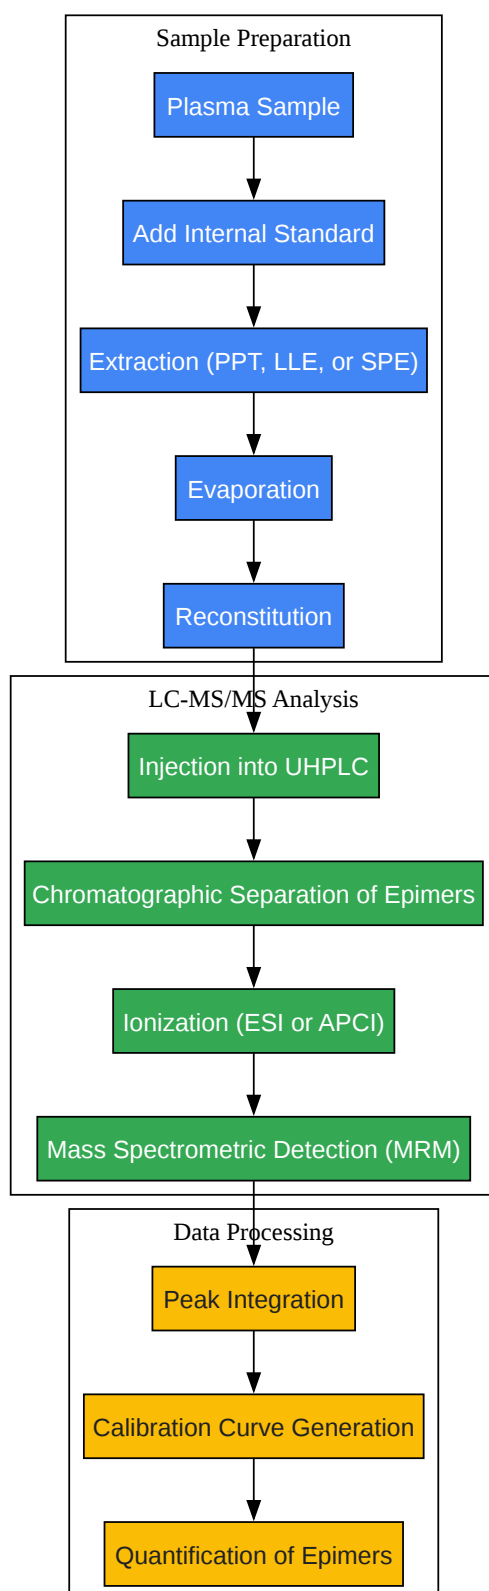 Sample Preparation
Plasma Sample
Add Internal Standard
Extraction (PPT, LLE, or SPE)
Evaporation
Reconstitution
LC-MS/MS Analysis
Injection into UHPLC
Chromatographic Separation of Epimers
Ionization (ESI or APCI)
Mass Spectrometric Detection (MRM)
Data Processing
Peak Integration
Calibration Curve Generation
Quantification of Epimers